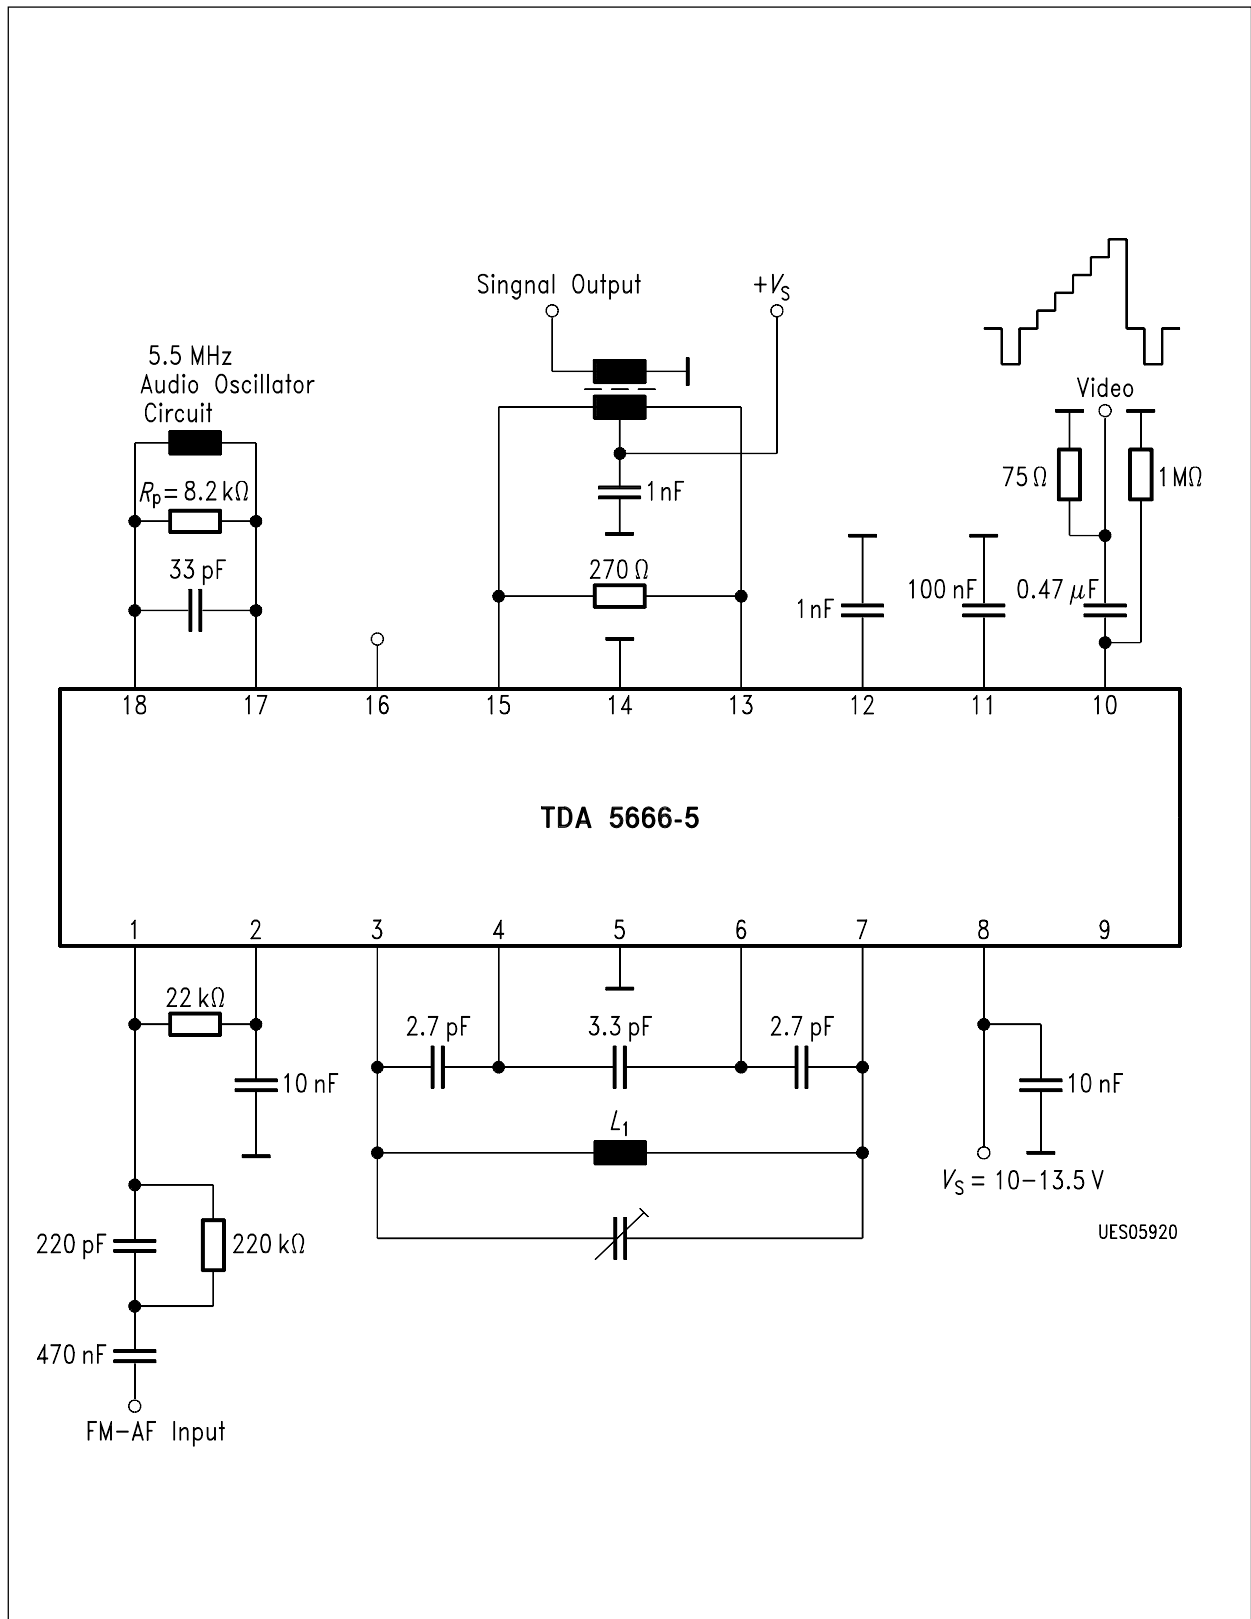 Singnal Output
+VS
5.5 MHz
Audio Oscillator
Circuit
Video
Rp = 8.2 kΩ
75 Ω
1 MΩ
1 nF
33 pF
270 Ω
1 nF
100 nF
0.47 μF
18 17 16 15 14 13 12 11 10
TDA 5666-5
1 2 3 4 5 6 7 8 9
22 kΩ
2.7 pF
3.3 pF
2.7 pF
10 nF
10 nF
L1
VS = 10-13.5 V
220 pF
220 kΩ
UES05920
470 nF
FM-AF Input